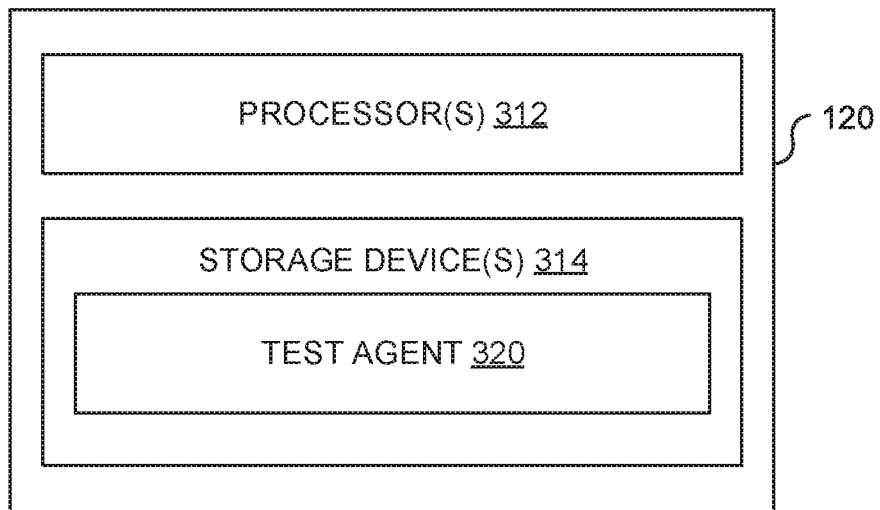 PROCESSOR(S) 312
120
STORAGE DEVICE(S) 314
TEST AGENT 320